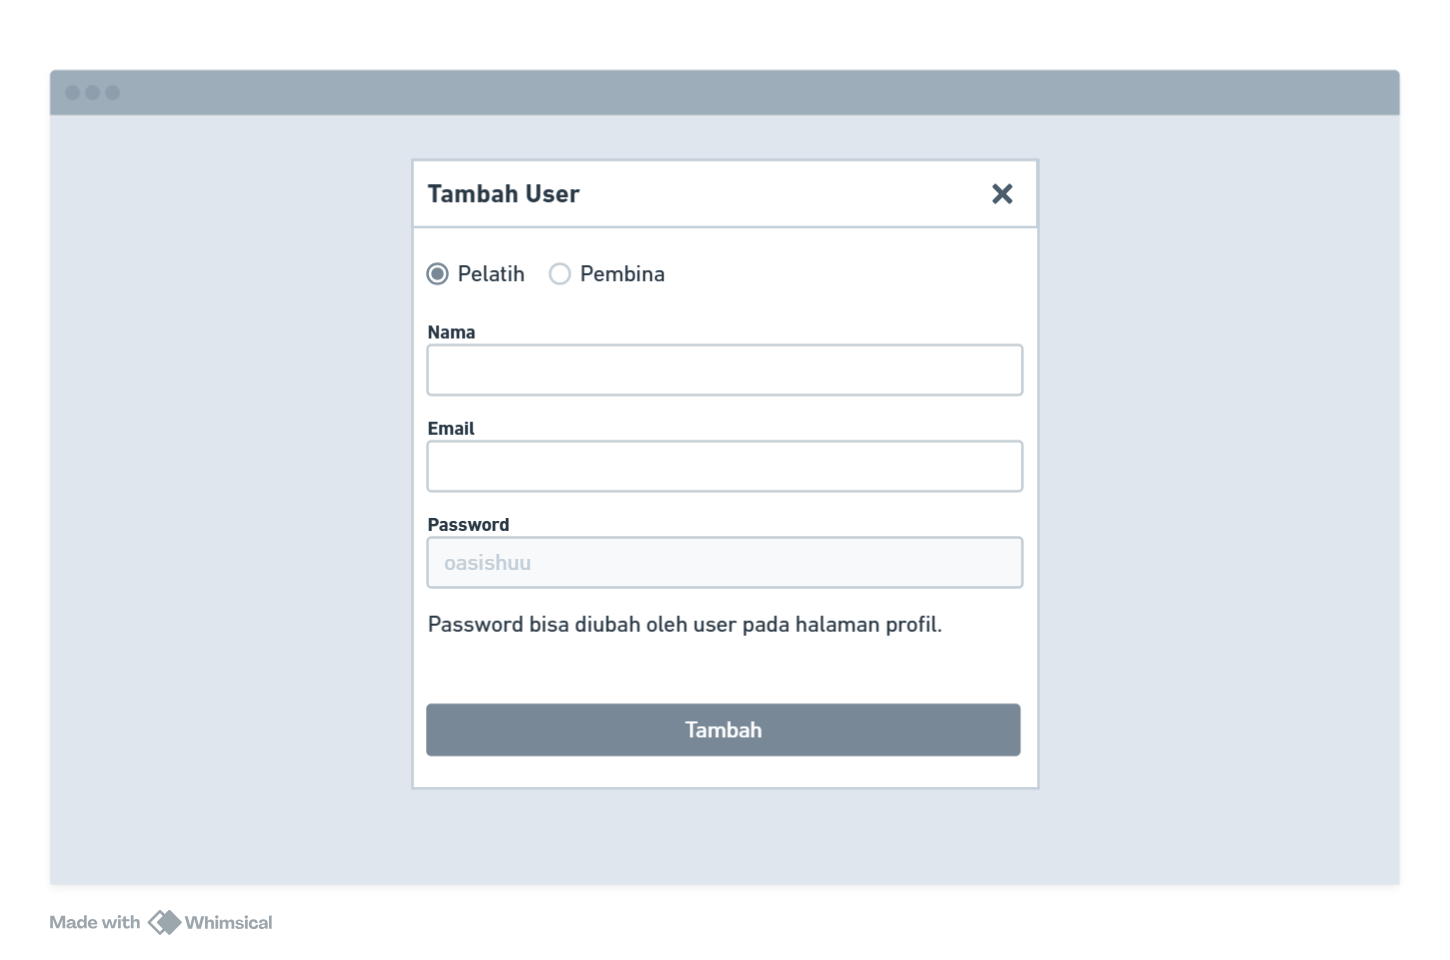 Tambah User
Pelatih Pembina
Nama
Email
Password
oasishuu
Password bisa diubah oleh user pada halaman profil.
Tambah
Made with Whimsical